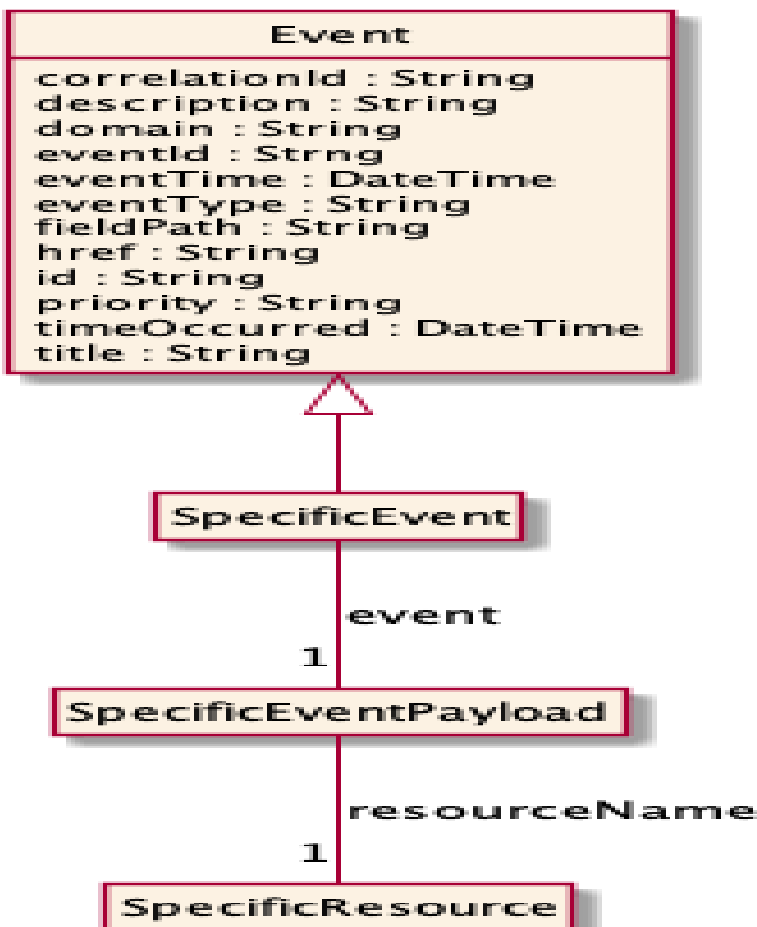 Event
correlationId : String
description : String
domain : String
eventId : Strng
eventTime : DateTime
eventType : String
fieldPath : String
href : String
id : String
priority : String
timeOccurred : DateTime
title : String
SpecificEvent
event
1
SpecificEventPayload
resourceName
1
SpecificResource